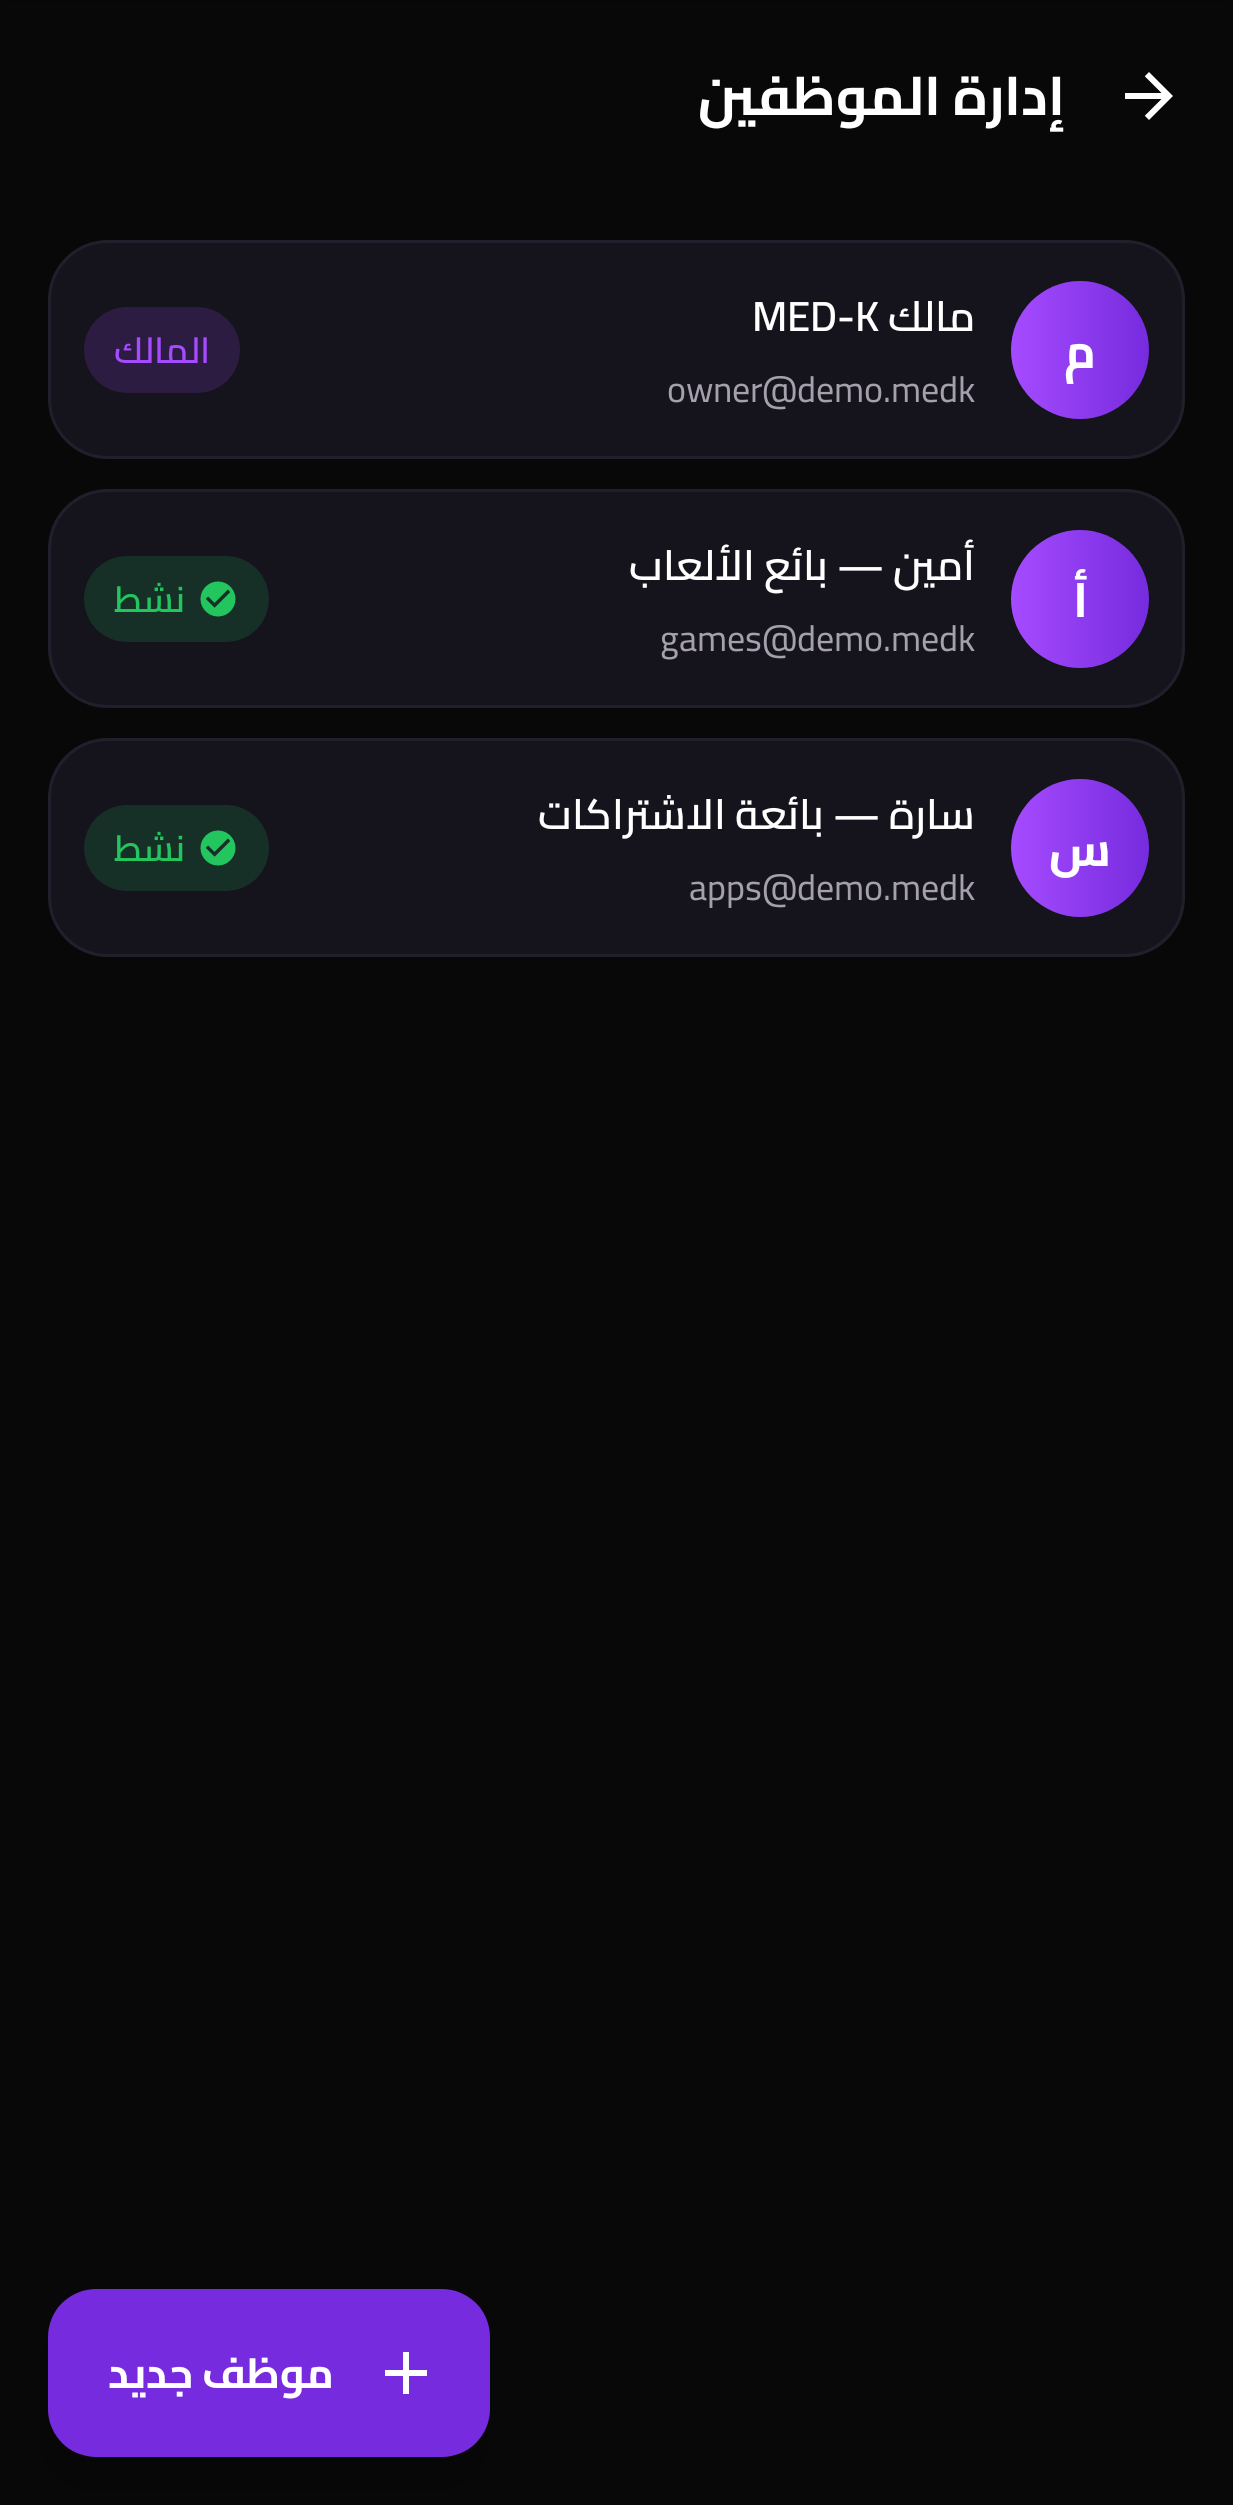 إدارة الموظفين
م
مالك MED-K
owner@demo.medk
المالك
أ
أمين — بائع الألعاب
games@demo.medk
نشط
س
سارة — بائعة الاشتراكات
apps@demo.medk
نشط
موظف جديد